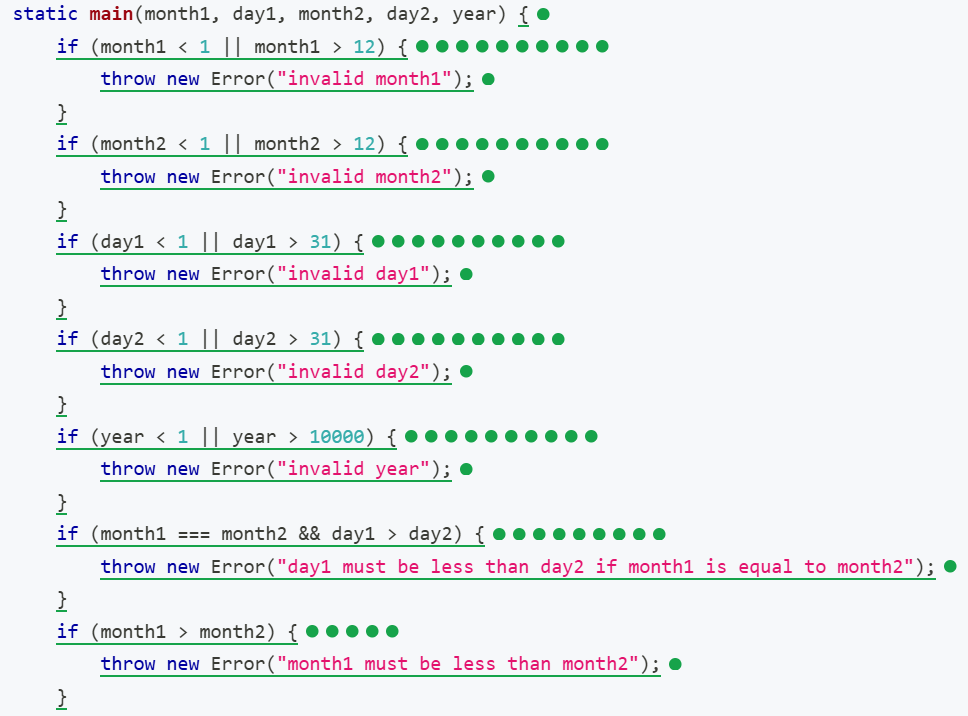 static main(month1, day1, month2, day2, year) {
if (month1 < 1 || month1 > 12) {
throw new Error("invalid month1");
}
if (month2 < 1 || month2 > 12) {
throw new Error("invalid month2");
}
if (day1 < 1 || day1 > 31) {
throw new Error("invalid day1");
}
if (day2 < 1 || day2 > 31) {
throw new Error("invalid day2");
}
if (year < 1 || year > 10000) {
throw new Error("invalid year");
}
if (month1 === month2 && day1 > day2) {
throw new Error("day1 must be less than day2 if month1 is equal to month2");
}
if (month1 > month2) {
throw new Error("month1 must be less than month2");
}